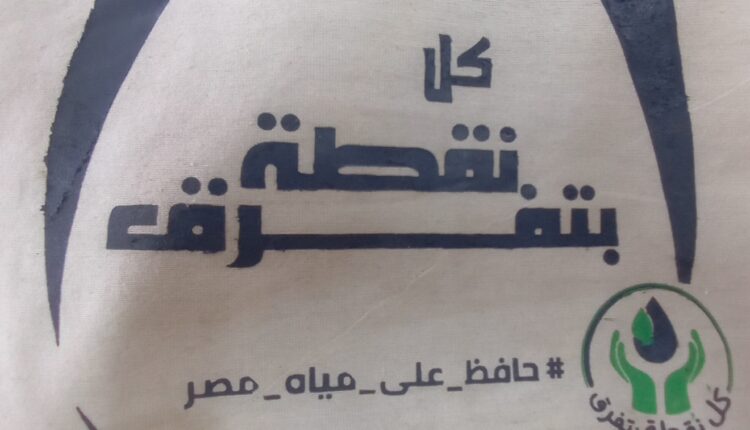 كل
نقطة
بتفرق
#حافظ_على_مياه_مصر
كل نقطة بتفرق